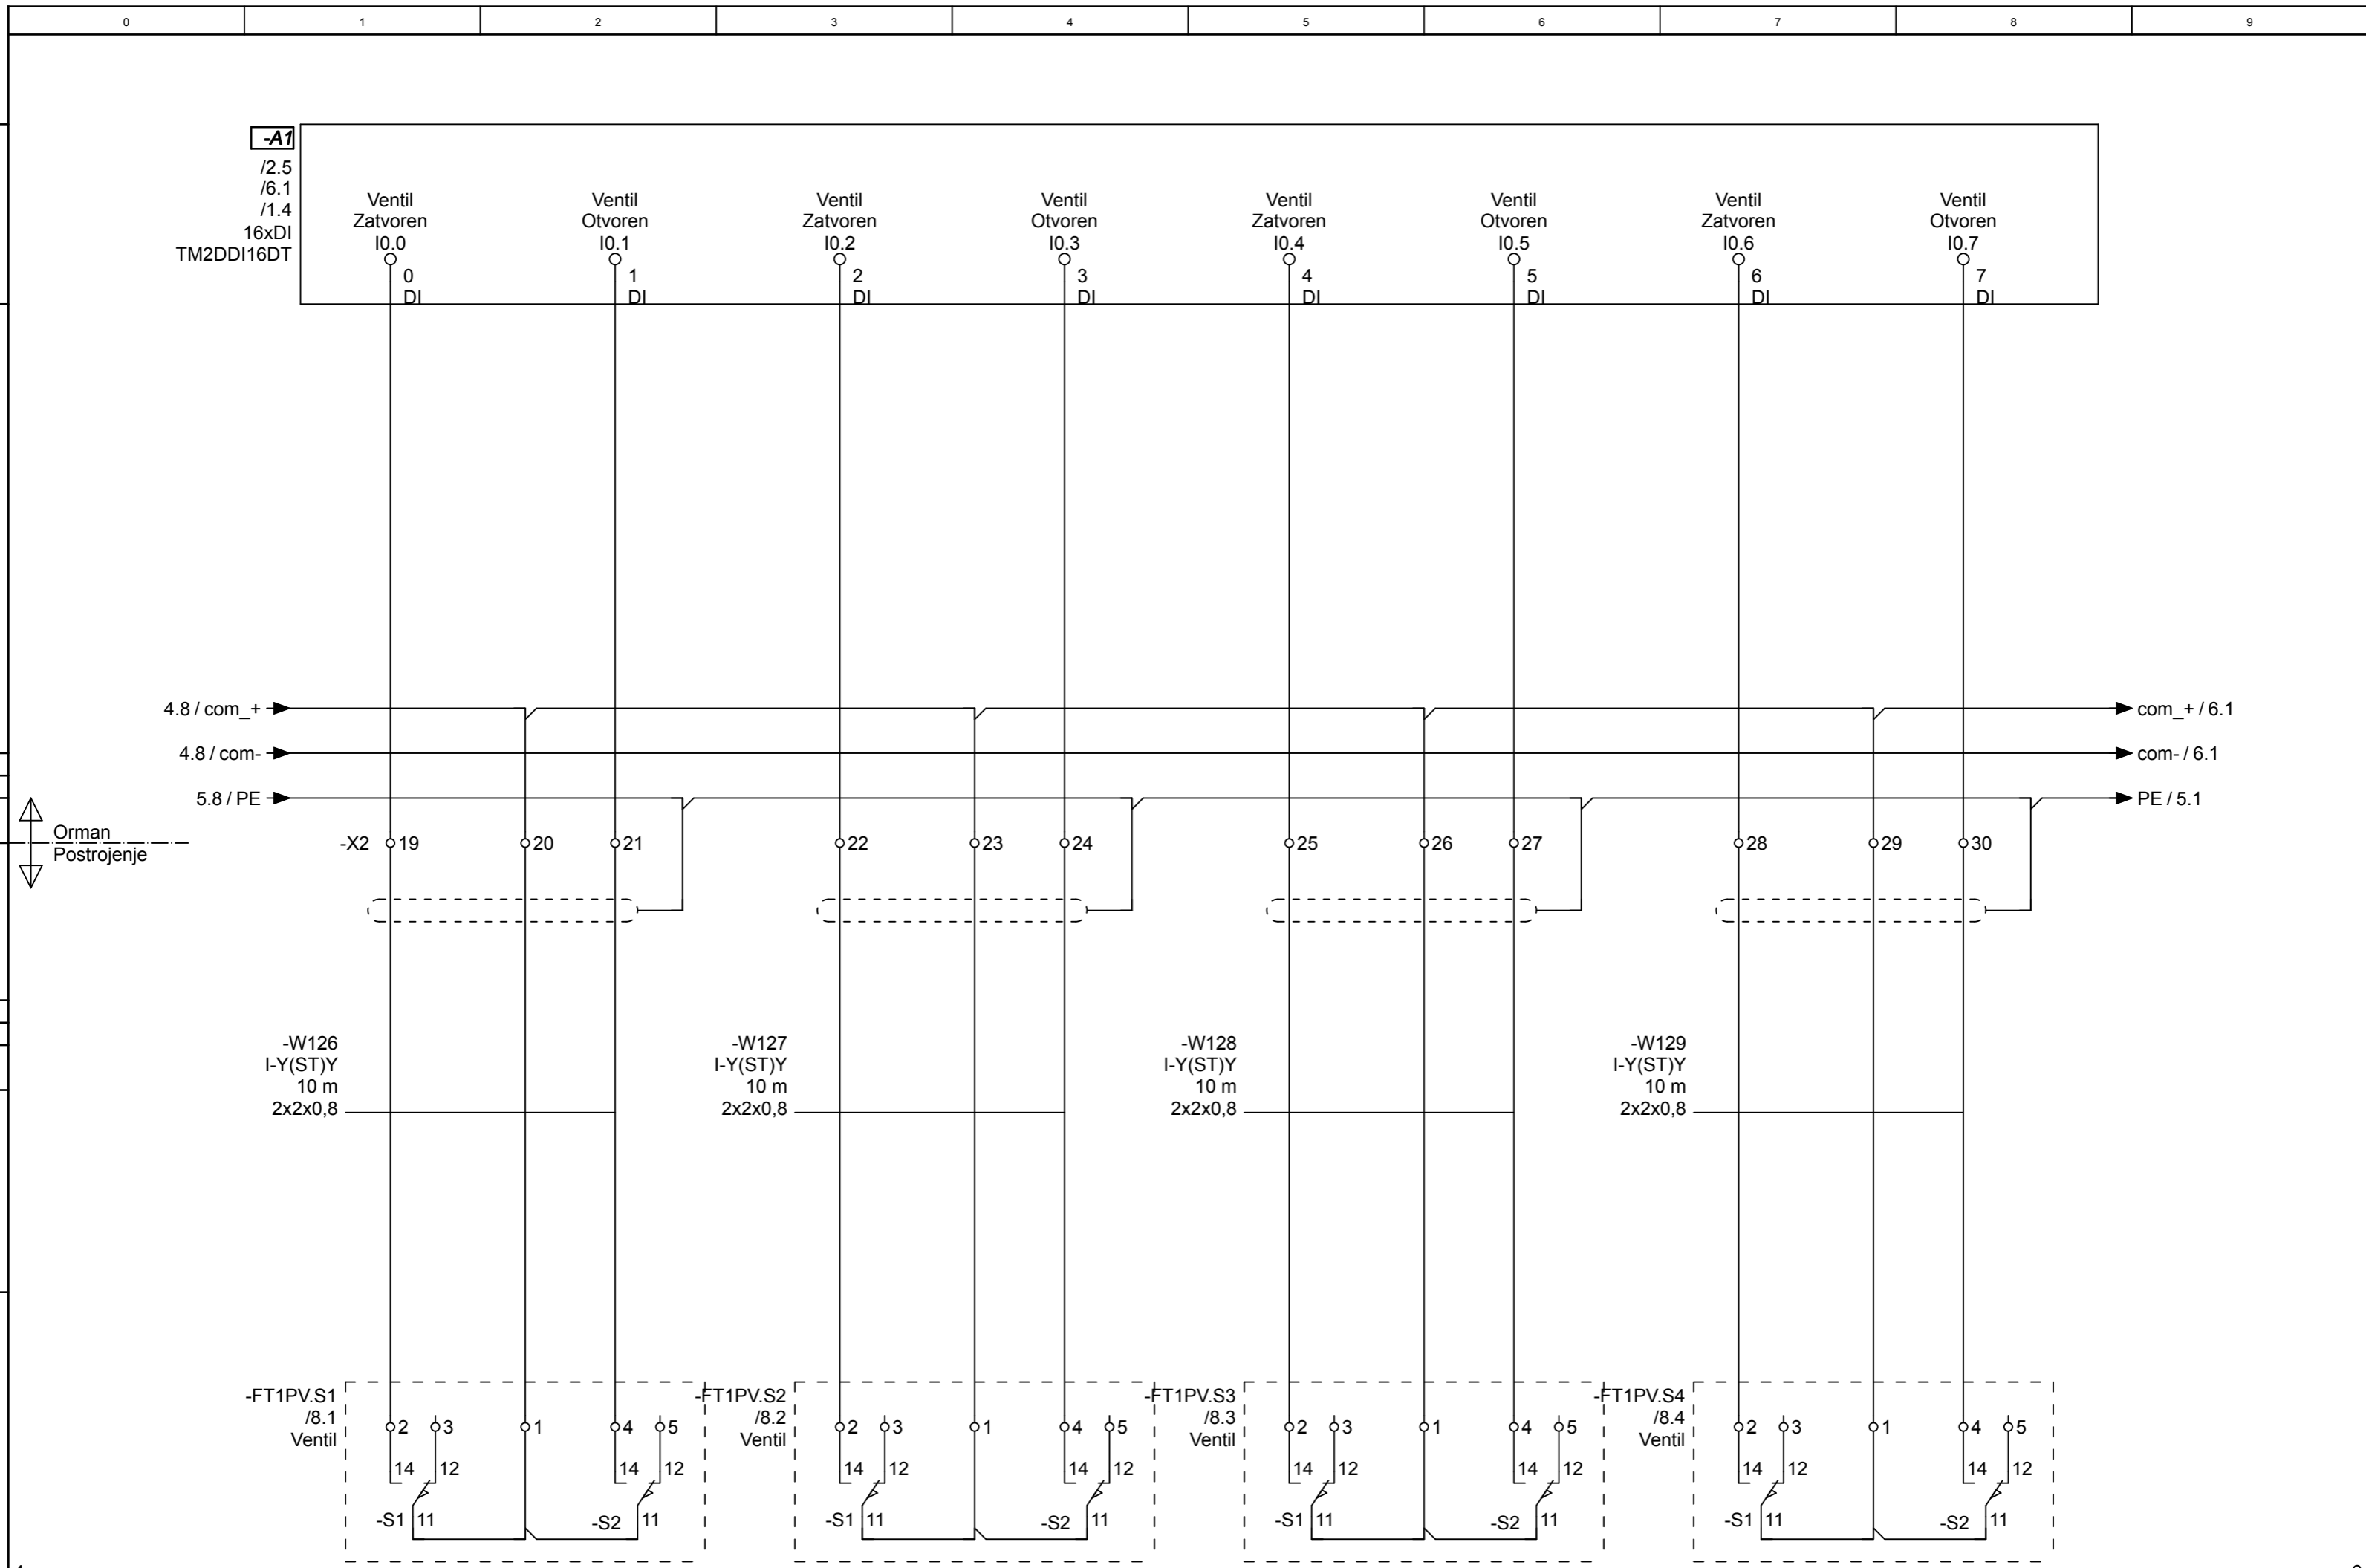 0 1 2 3 4 5 6 7 8 9
-A1
/2.5
/6.1
/1.4
16xDI
TM2DDI16DT
Ventil Ventil Ventil Ventil Ventil Ventil Ventil Ventil
Zatvoren Otvoren Zatvoren Otvoren Zatvoren Otvoren Zatvoren Otvoren
I0.0 I0.1 I0.2 I0.3 I0.4 I0.5 I0.6 I0.7
0 1 2 3 4 5 6 7
DI DI DI DI DI DI DI DI
4.8 / com_+ com_+ / 6.1
4.8 / com- com- / 6.1
5.8 / PE PE / 5.1
Orman
Postrojenje
-X2 19 20 21 22 23 24 25 26 27 28 29 30
-W126 -W127 -W128 -W129
I-Y(ST)Y I-Y(ST)Y I-Y(ST)Y I-Y(ST)Y
10 m 10 m 10 m 10 m
2x2x0,8 2x2x0,8 2x2x0,8 2x2x0,8
-FT1PV.S1 -FT1PV.S2 -FT1PV.S3 -FT1PV.S4
/8.1 /8.2 /8.3 /8.4
Ventil Ventil Ventil Ventil
2 3 1 4 5 2 3 1 4 5 2 3 1 4 5 2 3 1 4 5
14 12 14 12 14 12 14 12 14 12 14 12 14 12 14 12
-S1 11 -S2 11 -S1 11 -S2 11 -S1 11 -S2 11 -S1 11 -S2 11